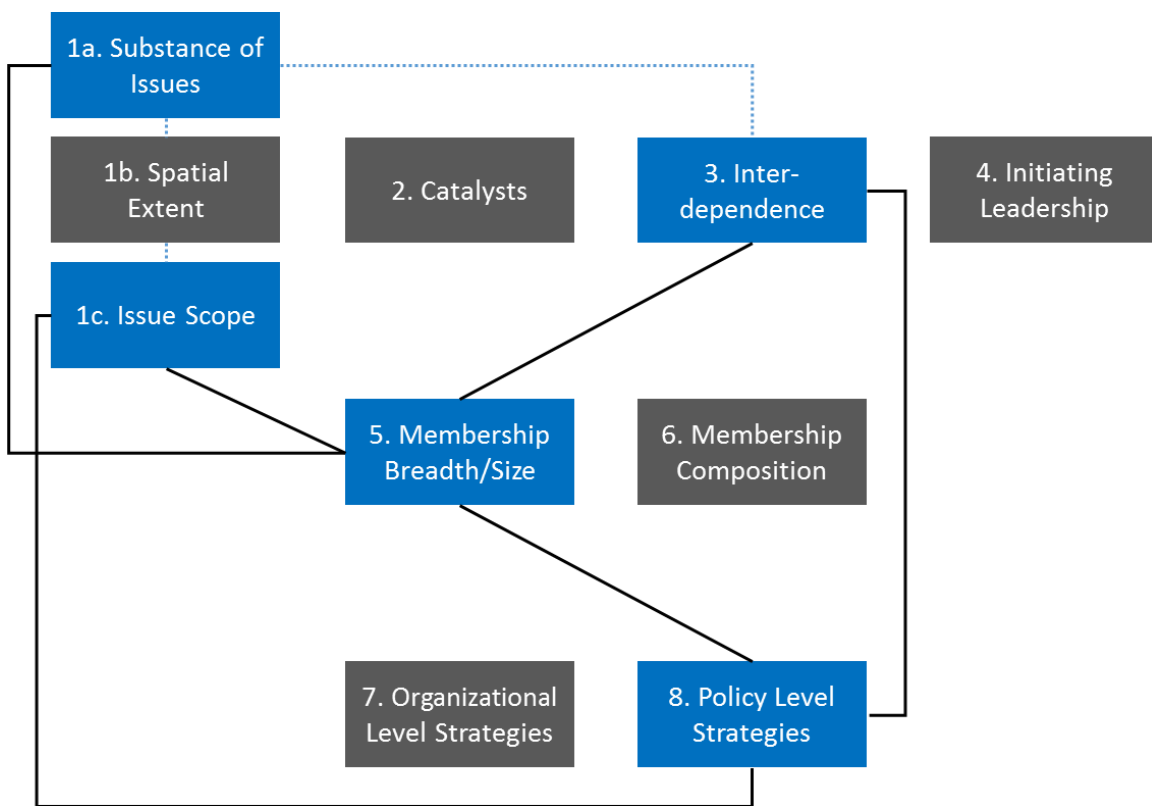 1a. Substance of
Issues
1b. Spatial
Extent
2. Catalysts
3. Inter-
dependence
4. Initiating
Leadership
1c. Issue Scope
5. Membership
Breadth/Size
6. Membership
Composition
7. Organizational
Level Strategies
8. Policy Level
Strategies